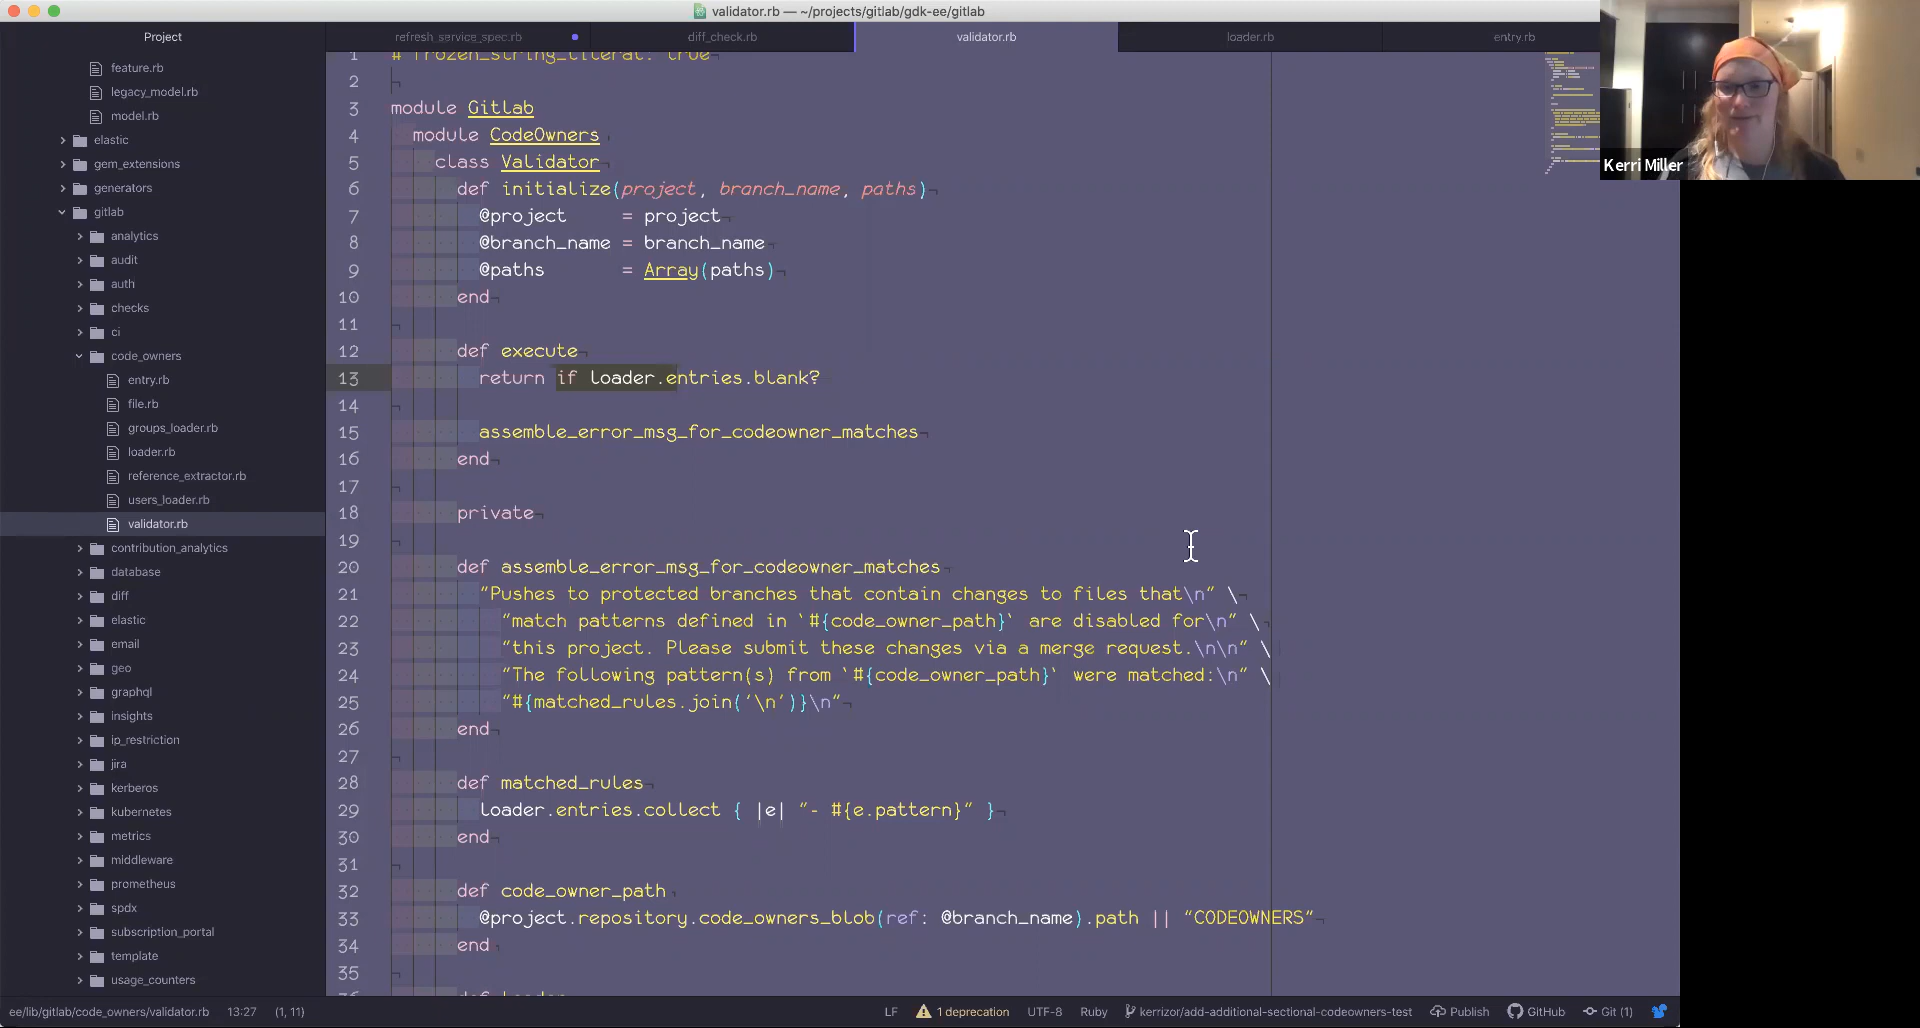 validator.rb — ~/projects/gitlab/gdk-ee/gitlab
Project
refresh_service_spec.rb
diff_check.rb
validator.rb
loader.rb
entry.rb
feature.rb
legacy_model.rb
model.rb
elastic
gem_extensions
generators
gitlab
analytics
audit
auth
checks
ci
code_owners
entry.rb
file.rb
groups_loader.rb
loader.rb
reference_extractor.rb
users_loader.rb
validator.rb
contribution_analytics
database
diff
elastic
email
geo
graphql
insights
ip_restriction
jira
kerberos
kubernetes
metrics
middleware
prometheus
spdx
subscription_portal
template
usage_counters
1 # frozen_string_literal: true
2
3 module Gitlab
4 module CodeOwners
5 class Validator
6 def initialize(project, branch_name, paths)
7 @project = project
8 @branch_name = branch_name
9 @paths = Array(paths)
10 end
11
12 def execute
13 return if loader.entries.blank?
14
15 assemble_error_msg_for_codeowner_matches
16 end
17
18 private
19
20 def assemble_error_msg_for_codeowner_matches
21 "Pushes to protected branches that contain changes to files that\n" \
22 "match patterns defined in `#{code_owner_path}` are disabled for\n" \
23 "this project. Please submit these changes via a merge request.\n\n" \
24 "The following pattern(s) from `#{code_owner_path}` were matched:\n" \
25 "#{matched_rules.join('\n')}\n"
26 end
27
28 def matched_rules
29 loader.entries.collect { |e| "- #{e.pattern}" }
30 end
31
32 def code_owner_path
33 @project.repository.code_owners_blob(ref: @branch_name).path || "CODEOWNERS"
34 end
35
36 def loader
Kerri Miller
ee/lib/gitlab/code_owners/validator.rb 13:27 (1, 11)
LF 1 deprecation UTF-8 Ruby kerrizor/add-additional-sectional-codeowners-test Publish GitHub Git (1)